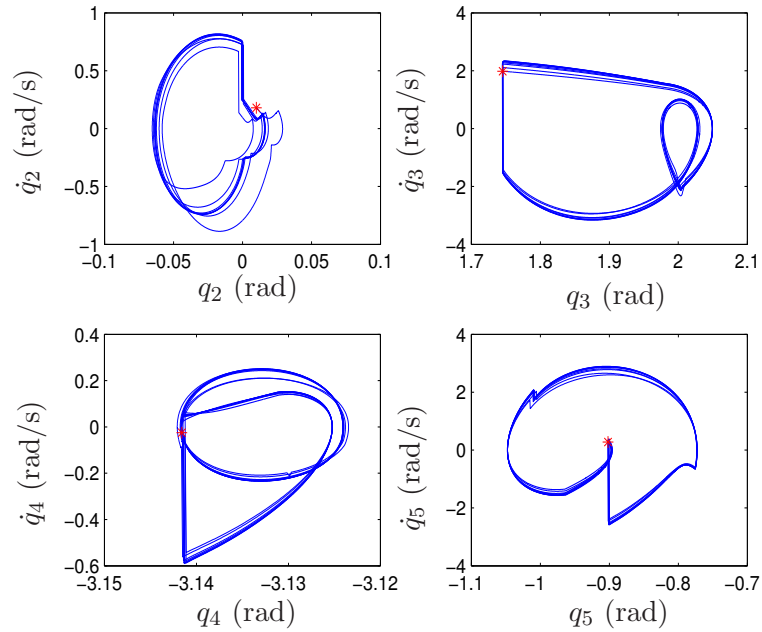 1
0.5
0
−0.5
−1
−0.1 −0.05 0 0.05 0.1
q̇2 (rad/s)
q2 (rad)
4
2
0
−2
−4
1.7 1.8 1.9 2 2.1
q̇3 (rad/s)
q3 (rad)
0.4
0.2
0
−0.2
−0.4
−0.6
−3.15 −3.14 −3.13 −3.12
q̇4 (rad/s)
q4 (rad)
4
2
0
−2
−4
−1.1 −1 −0.9 −0.8 −0.7
q̇5 (rad/s)
q5 (rad)